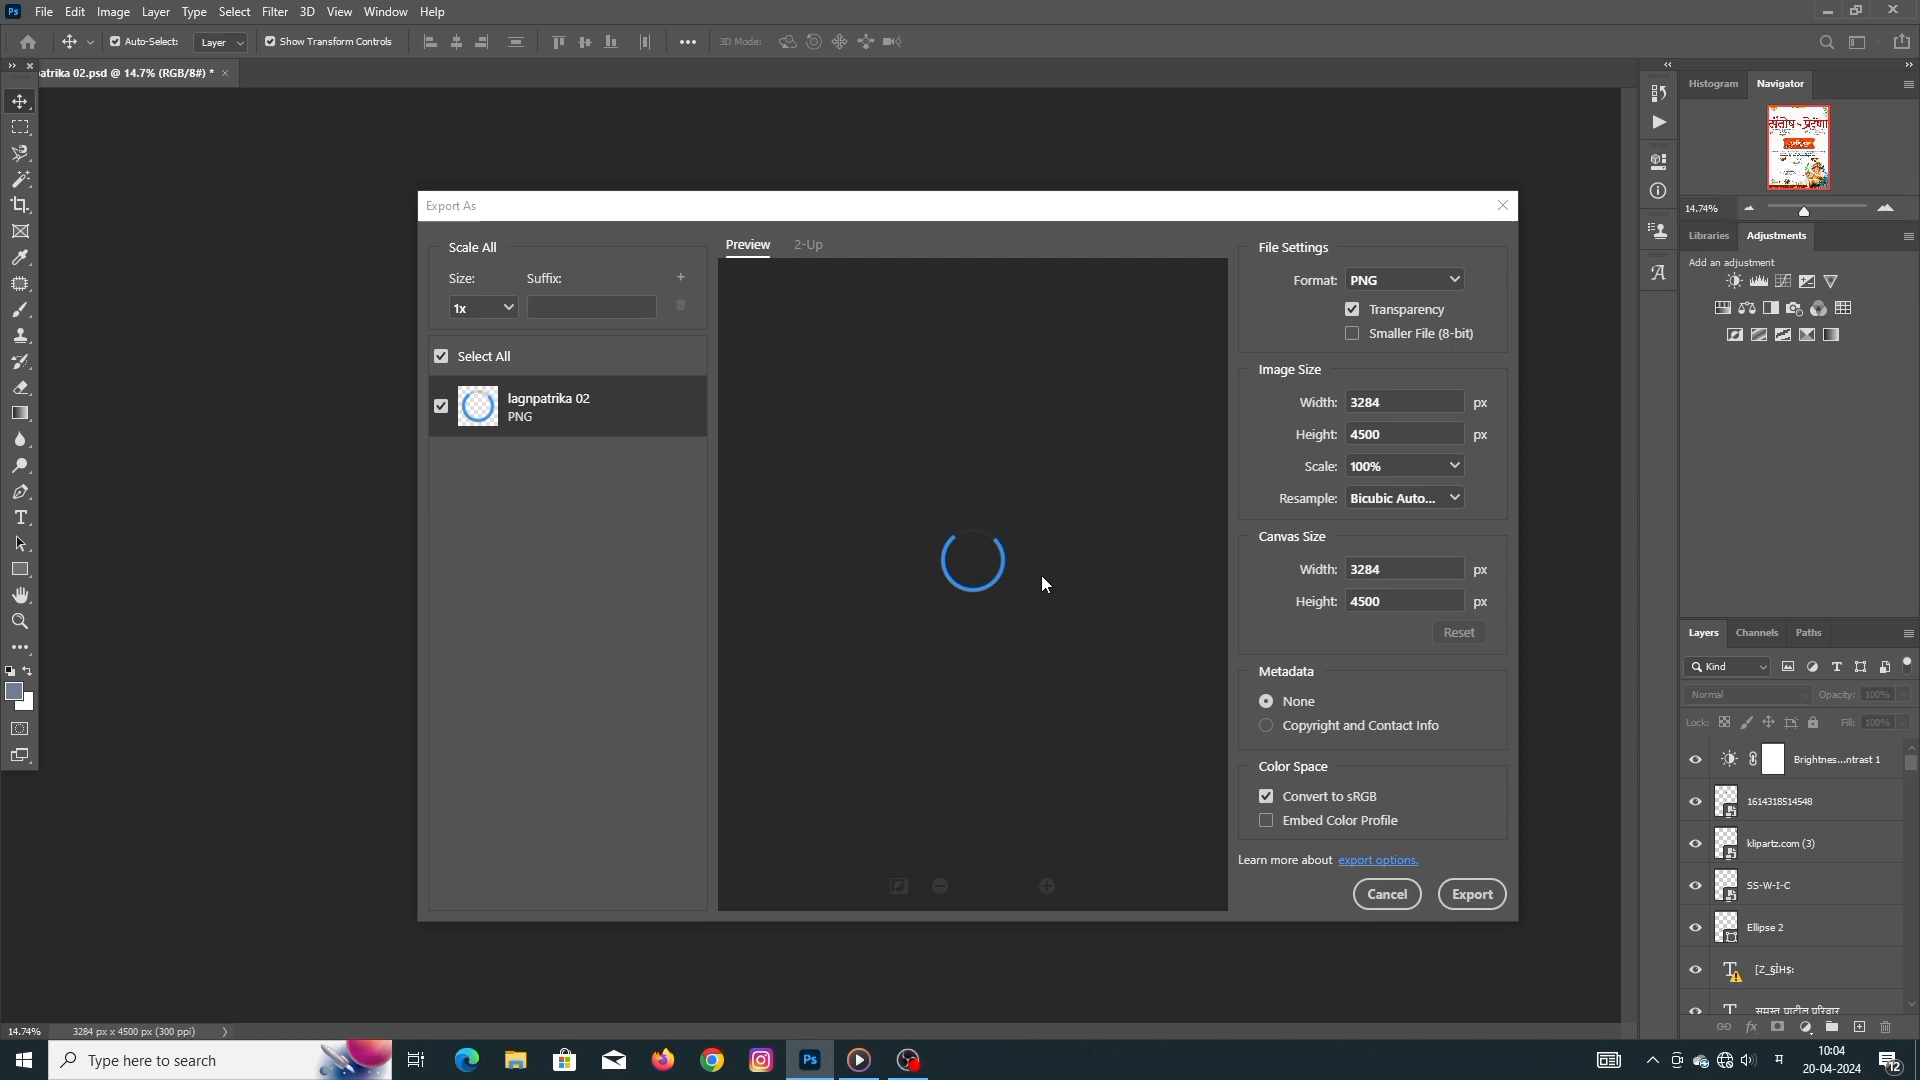 Ps File Edit Image Layer Type Select Filter 3D View Window Help
Auto-Select: Layer Show Transform Controls 3D Mode:
atrika 02.psd @ 14.7% (RGB/8#) * ×
Histogram Navigator
संतोष प्रेरणा
14.74%
Libraries Adjustments
Add an adjustment
Export As
Scale All
Size: Suffix:
1x
Select All
lagnpatrika 02
PNG
Preview 2-Up
File Settings
Format: PNG
Transparency
Smaller File (8-bit)
Image Size
Width: 3284 px
Height: 4500 px
Scale: 100%
Resample: Bicubic Auto...
Canvas Size
Width: 3284 px
Height: 4500 px
Reset
Metadata
None
Copyright and Contact Info
Color Space
Convert to sRGB
Embed Color Profile
Learn more about export options.
Cancel Export
Layers Channels Paths
Kind
Normal Opacity: 100%
Lock: Fill: 100%
Brightnes...ntrast 1
1614318514548
klipartz.com (3)
SS-W-I-C
Ellipse 2
[Z_§ÌH$:
समस्त पाटील परिवार
14.74% 3284 px x 4500 px (300 ppi)
Type here to search
Ps
म
10:04
20-04-2024
12